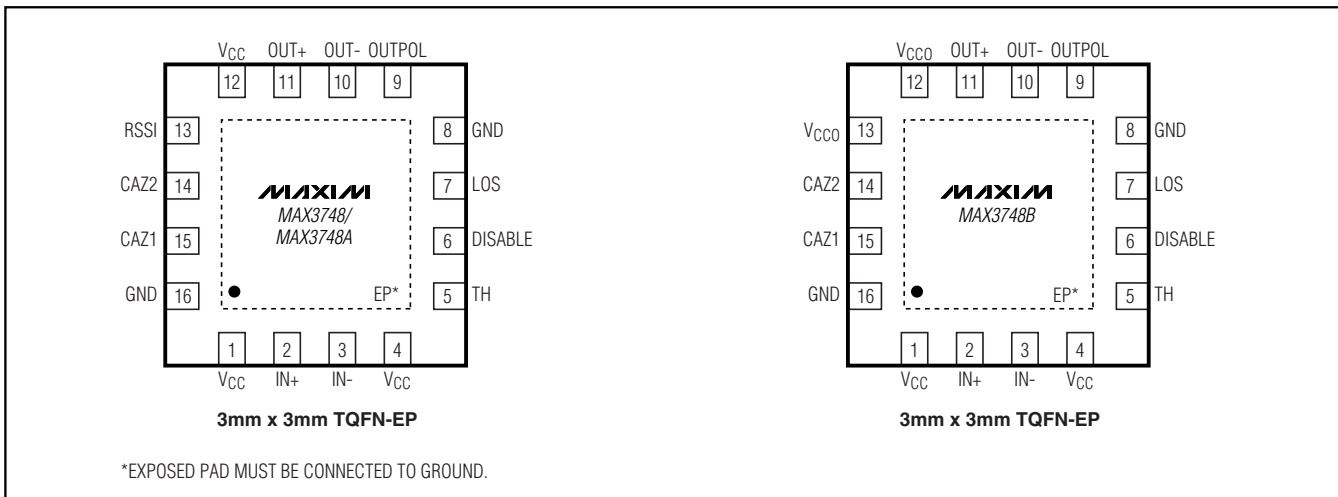 VCC OUT+ OUT- OUTPOL
12 11 10 9
RSSI 13
8 GND
CAZ2 14
7 LOS
MAXIM
MAX3748/
MAX3748A
CAZ1 15
6 DISABLE
GND 16
EP*
5 TH
1 2 3 4
VCC IN+ IN- VCC
3mm x 3mm TQFN-EP
VCCO OUT+ OUT- OUTPOL
12 11 10 9
VCCO 13
8 GND
CAZ2 14
7 LOS
MAXIM
MAX3748B
CAZ1 15
6 DISABLE
GND 16
EP*
5 TH
1 2 3 4
VCC IN+ IN- VCC
3mm x 3mm TQFN-EP
*EXPOSED PAD MUST BE CONNECTED TO GROUND.